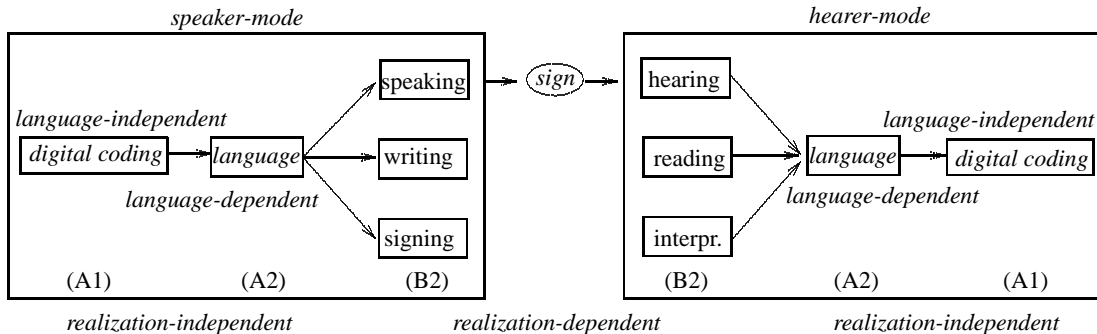 speaker-mode
hearer-mode
speaking
sign
hearing
language-independent
language-independent
digital coding
language
writing
reading
language
digital coding
language-dependent
language-dependent
signing
interpr.
(A1)
(A2)
(B2)
(B2)
(A2)
(A1)
realization-independent
realization-dependent
realization-independent